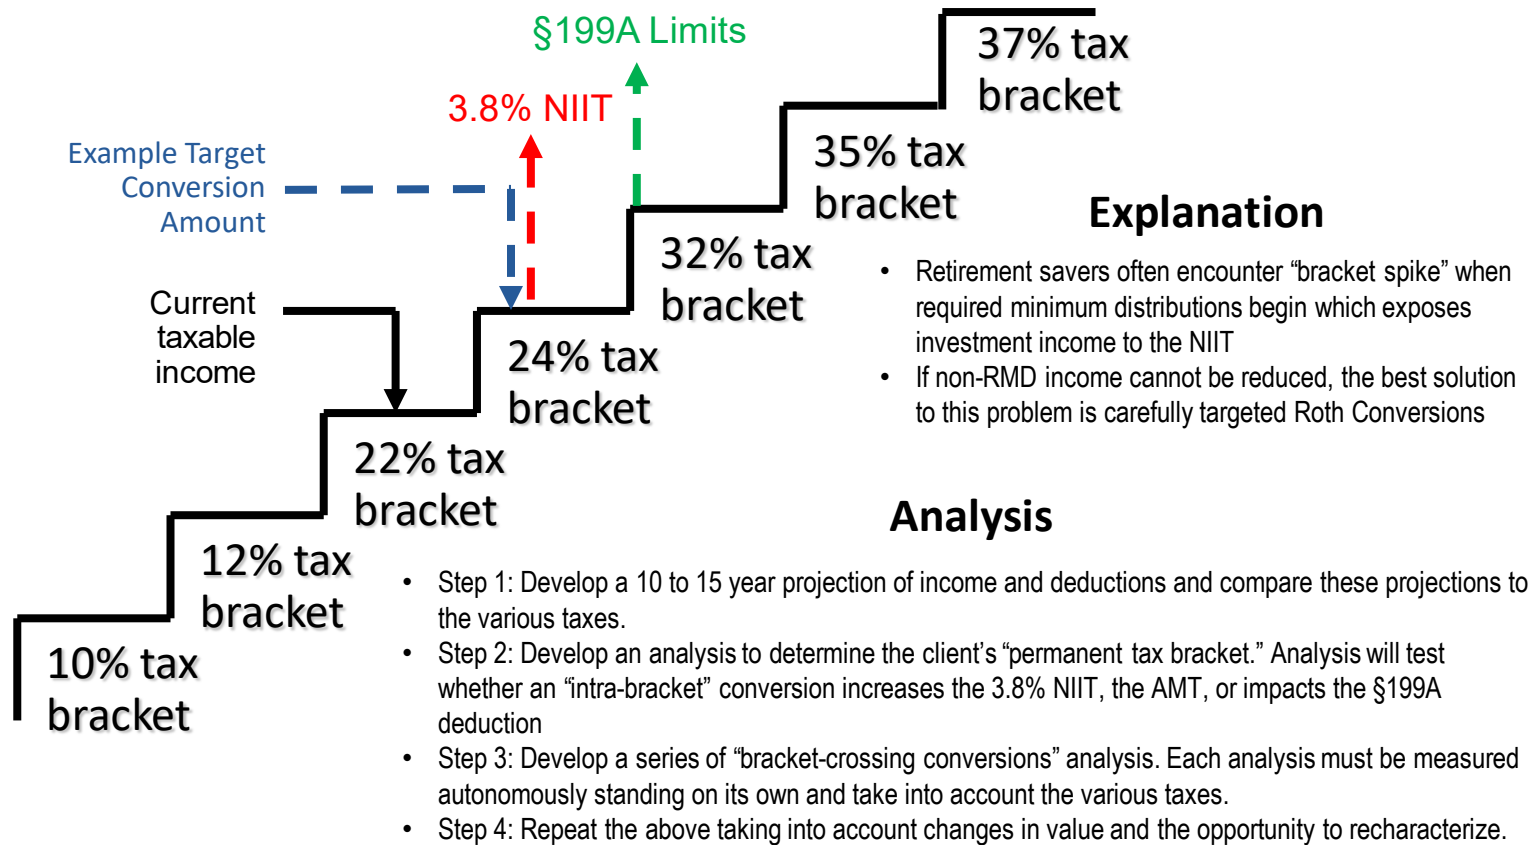 §199A Limits
37% tax
bracket
3.8% NIIT
Example Target
Conversion
Amount
35% tax
bracket
Explanation
32% tax
bracket
• Retirement savers often encounter “bracket spike” when
required minimum distributions begin which exposes
investment income to the NIIT
• If non-RMD income cannot be reduced, the best solution
to this problem is carefully targeted Roth Conversions
Current
taxable
income
24% tax
bracket
22% tax
bracket
Analysis
12% tax
bracket
10% tax
bracket
• Step 1: Develop a 10 to 15 year projection of income and deductions and compare these projections to
the various taxes.
• Step 2: Develop an analysis to determine the client’s “permanent tax bracket.” Analysis will test
whether an “intra-bracket” conversion increases the 3.8% NIIT, the AMT, or impacts the §199A
deduction
• Step 3: Develop a series of “bracket-crossing conversions” analysis. Each analysis must be measured
autonomously standing on its own and take into account the various taxes.
• Step 4: Repeat the above taking into account changes in value and the opportunity to recharacterize.